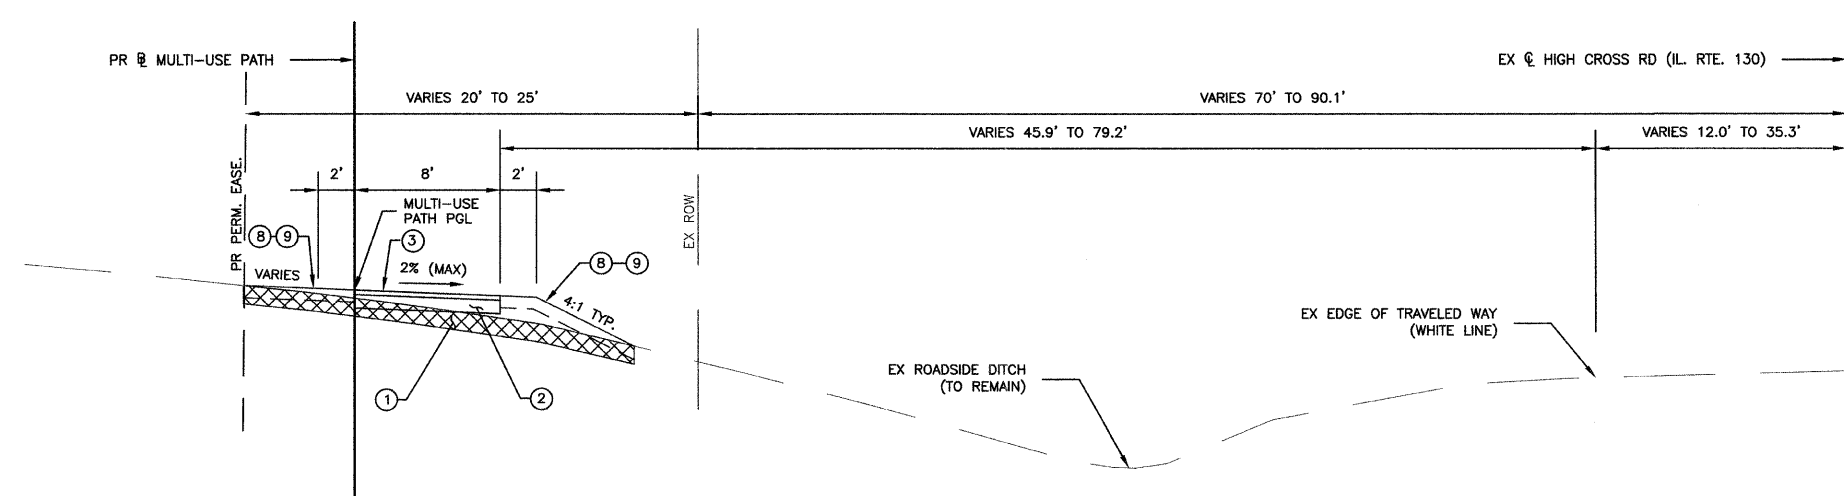 PR ⅊ MULTI-USE PATH
EX ℄ HIGH CROSS RD (IL. RTE. 130)
VARIES 20' TO 25'
VARIES 70' TO 90.1'
VARIES 45.9' TO 79.2'
VARIES 12.0' TO 35.3'
PR PERM. EASE.
2'
8'
2'
MULTI-USE
PATH PGL
EX ROW
8 9
3
VARIES
2% (MAX)
8 9
4:1 TYP.
EX EDGE OF TRAVELED WAY
(WHITE LINE)
EX ROADSIDE DITCH
(TO REMAIN)
1
2